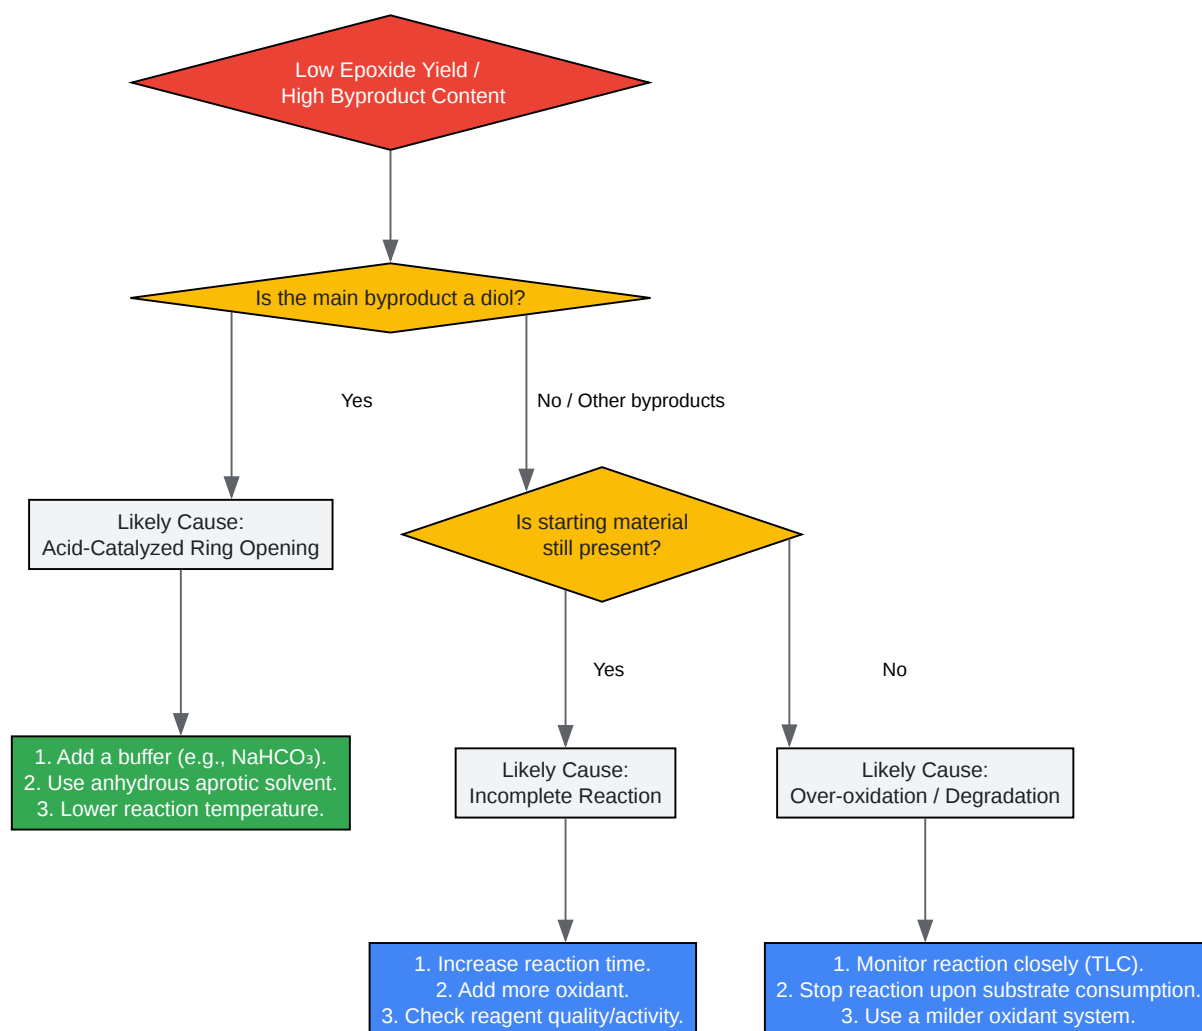 Low Epoxide Yield /
High Byproduct Content
Is the main byproduct a diol?
Yes
No / Other byproducts
Likely Cause:
Acid-Catalyzed Ring Opening
Is starting material
still present?
Yes
No
1. Add a buffer (e.g., NaHCO₃).
2. Use anhydrous aprotic solvent.
3. Lower reaction temperature.
Likely Cause:
Incomplete Reaction
Likely Cause:
Over-oxidation / Degradation
1. Increase reaction time.
2. Add more oxidant.
3. Check reagent quality/activity.
1. Monitor reaction closely (TLC).
2. Stop reaction upon substrate consumption.
3. Use a milder oxidant system.